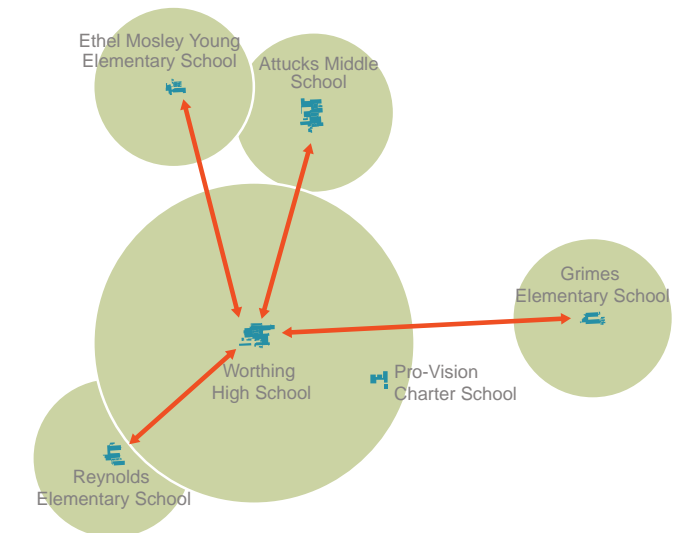 Ethel Mosley Young
Elementary School
Attucks Middle
School
Grimes
Elementary School
Worthing
High School
Pro-Vision
Charter School
Reynolds
Elementary School